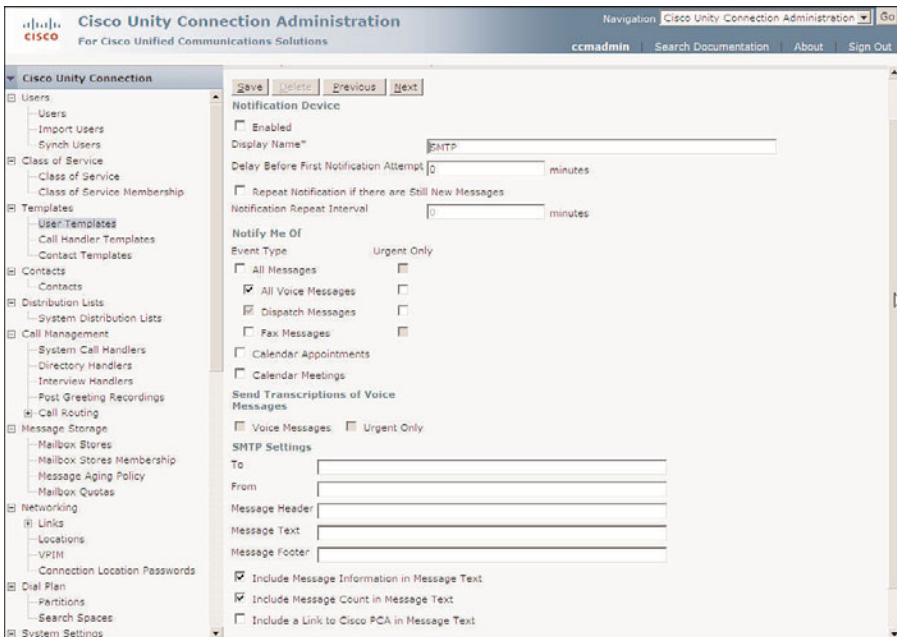 Cisco Unity Connection Administration
For Cisco Unified Communications Solutions
Navigation Cisco Unity Connection Administration Go
ccmadmin Search Documentation About Sign Out
cisco
Cisco Unity Connection
Users
Users
Import Users
Synch Users
Class of Service
Class of Service
Class of Service Membership
Templates
User Templates
Call Handler Templates
Contact Templates
Contacts
Contacts
Distribution Lists
System Distribution Lists
Call Management
System Call Handlers
Directory Handlers
Interview Handlers
Post Greeting Recordings
Call Routing
Message Storage
Mailbox Stores
Mailbox Stores Membership
Message Aging Policy
Mailbox Quotas
Networking
Links
Locations
VPIM
Connection Location Passwords
Dial Plan
Partitions
Search Spaces
System Settings
Save Delete Previous Next
Notification Device
Enabled
Display Name* SMTP
Delay Before First Notification Attempt 0 minutes
Repeat Notification if there are Still New Messages
Notification Repeat Interval 0 minutes
Notify Me Of
Event Type Urgent Only
All Messages
All Voice Messages
Dispatch Messages
Fax Messages
Calendar Appointments
Calendar Meetings
Send Transcriptions of Voice
Messages
Voice Messages Urgent Only
SMTP Settings
To
From
Message Header
Message Text
Message Footer
Include Message Information in Message Text
Include Message Count in Message Text
Include a Link to Cisco PCA in Message Text